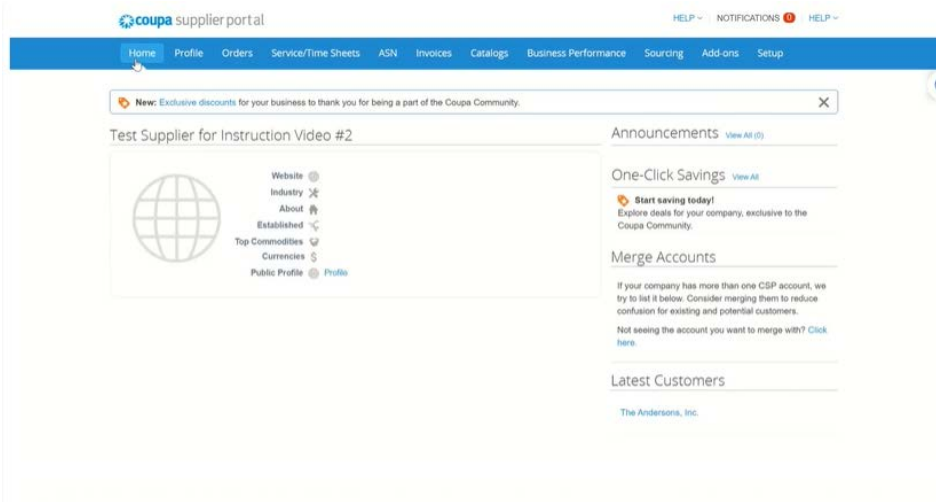 coupa supplier portal
HELP NOTIFICATIONS 0 HELP
Home Profile Orders Service/Time Sheets ASN Invoices Catalogs Business Performance Sourcing Add-ons Setup
New: Exclusive discounts for your business to thank you for being a part of the Coupa Community.
Test Supplier for Instruction Video #2
Website
Industry
About
Established
Top Commodities
Currencies
Public Profile Profile
Announcements View All (0)
One-Click Savings View All
Start saving today!
Explore deals for your company, exclusive to the
Coupa Community.
Merge Accounts
If your company has more than one CSP account, we
try to list it below. Consider merging them to reduce
confusion for existing and potential customers.
Not seeing the account you want to merge with? Click
here.
Latest Customers
The Andersons, Inc.